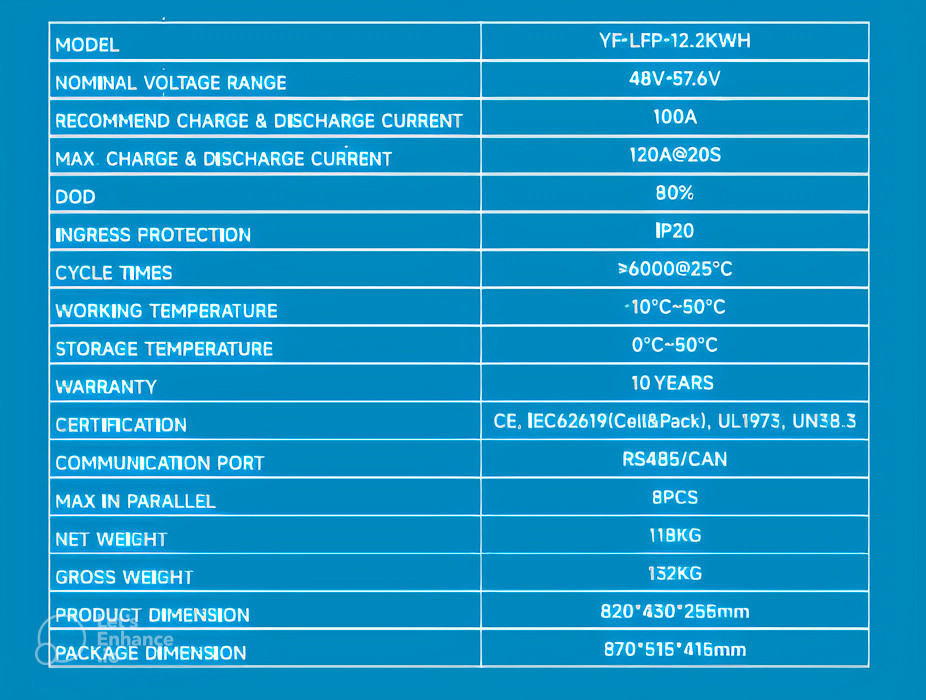 MODEL YF-LFP-12.2KWH
NOMINAL VOLTAGE RANGE 48V-57.6V
RECOMMEND CHARGE & DISCHARGE CURRENT 100A
MAX. CHARGE & DISCHARGE CURRENT 120A@20S
DOD 80%
INGRESS PROTECTION IP20
CYCLE TIMES ≥6000@25°C
WORKING TEMPERATURE -10°C~50°C
STORAGE TEMPERATURE 0°C~50°C
WARRANTY 10 YEARS
CERTIFICATION CE, IEC62619(Cell&Pack), UL1973, UN38.3
COMMUNICATION PORT RS485/CAN
MAX IN PARALLEL 8PCS
NET WEIGHT 118KG
GROSS WEIGHT 132KG
PRODUCT DIMENSION 820*430*255mm
Let's
Enhance
.io
PACKAGE DIMENSION 870*515*415mm